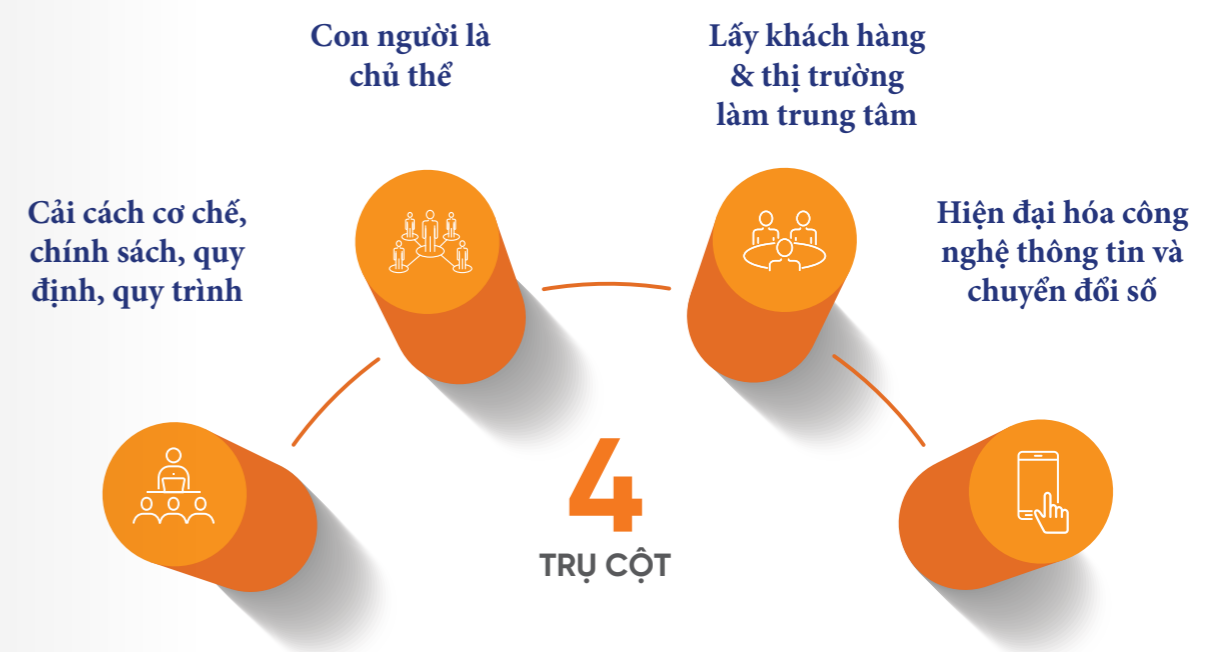 Con người là
chủ thể
Lấy khách hàng
& thị trường
làm trung tâm
Cải cách cơ chế,
chính sách, quy
định, quy trình
Hiện đại hóa công
nghệ thông tin và
chuyển đổi số
4
TRỤ CỘT